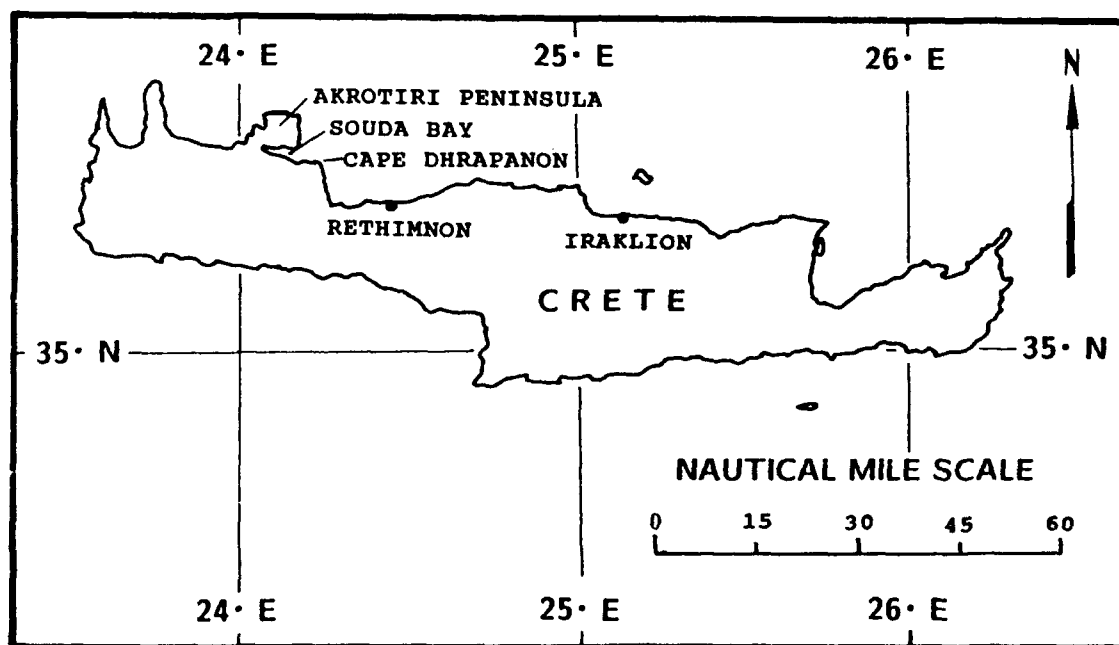 24· E 25· E 26· E N
AKROTIRI PENINSULA
SOUDA BAY
CAPE DHRAPANON
RETHIMNON IRAKLION
CRETE
35· N 35· N
NAUTICAL MILE SCALE
0 15 30 45 60
24· E 25· E 26· E